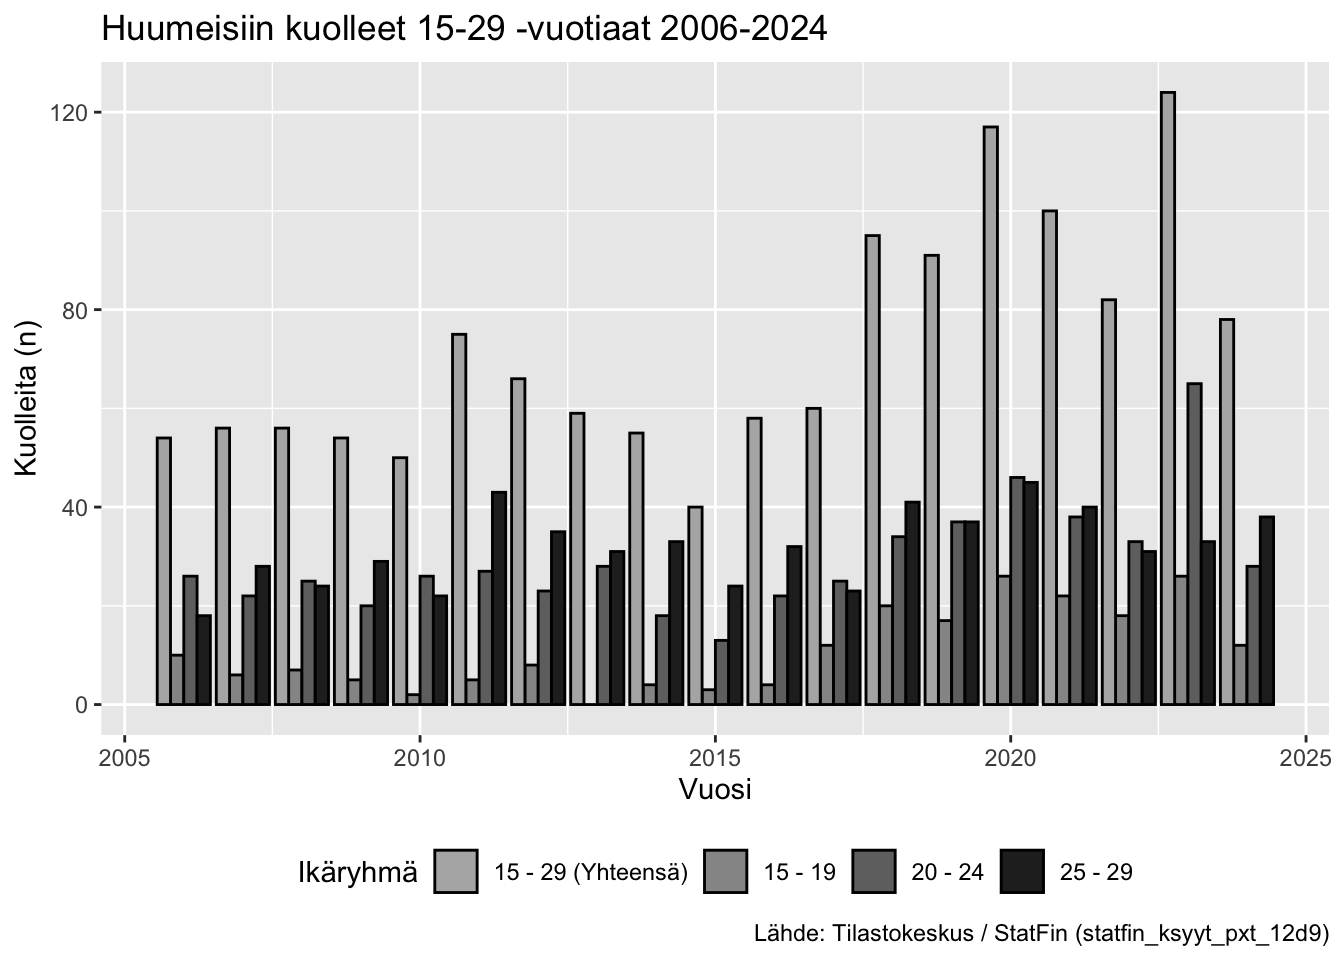 Huumeisiin kuolleet 15-29 -vuotiaat 2006-2024
120
80
40
0
Kuolleita (n)
2005 2010 2015 2020 2025
Vuosi
Ikäryhmä 15 - 29 (Yhteensä) 15 - 19 20 - 24 25 - 29
Lähde: Tilastokeskus / StatFin (statfin_ksyyt_pxt_12d9)